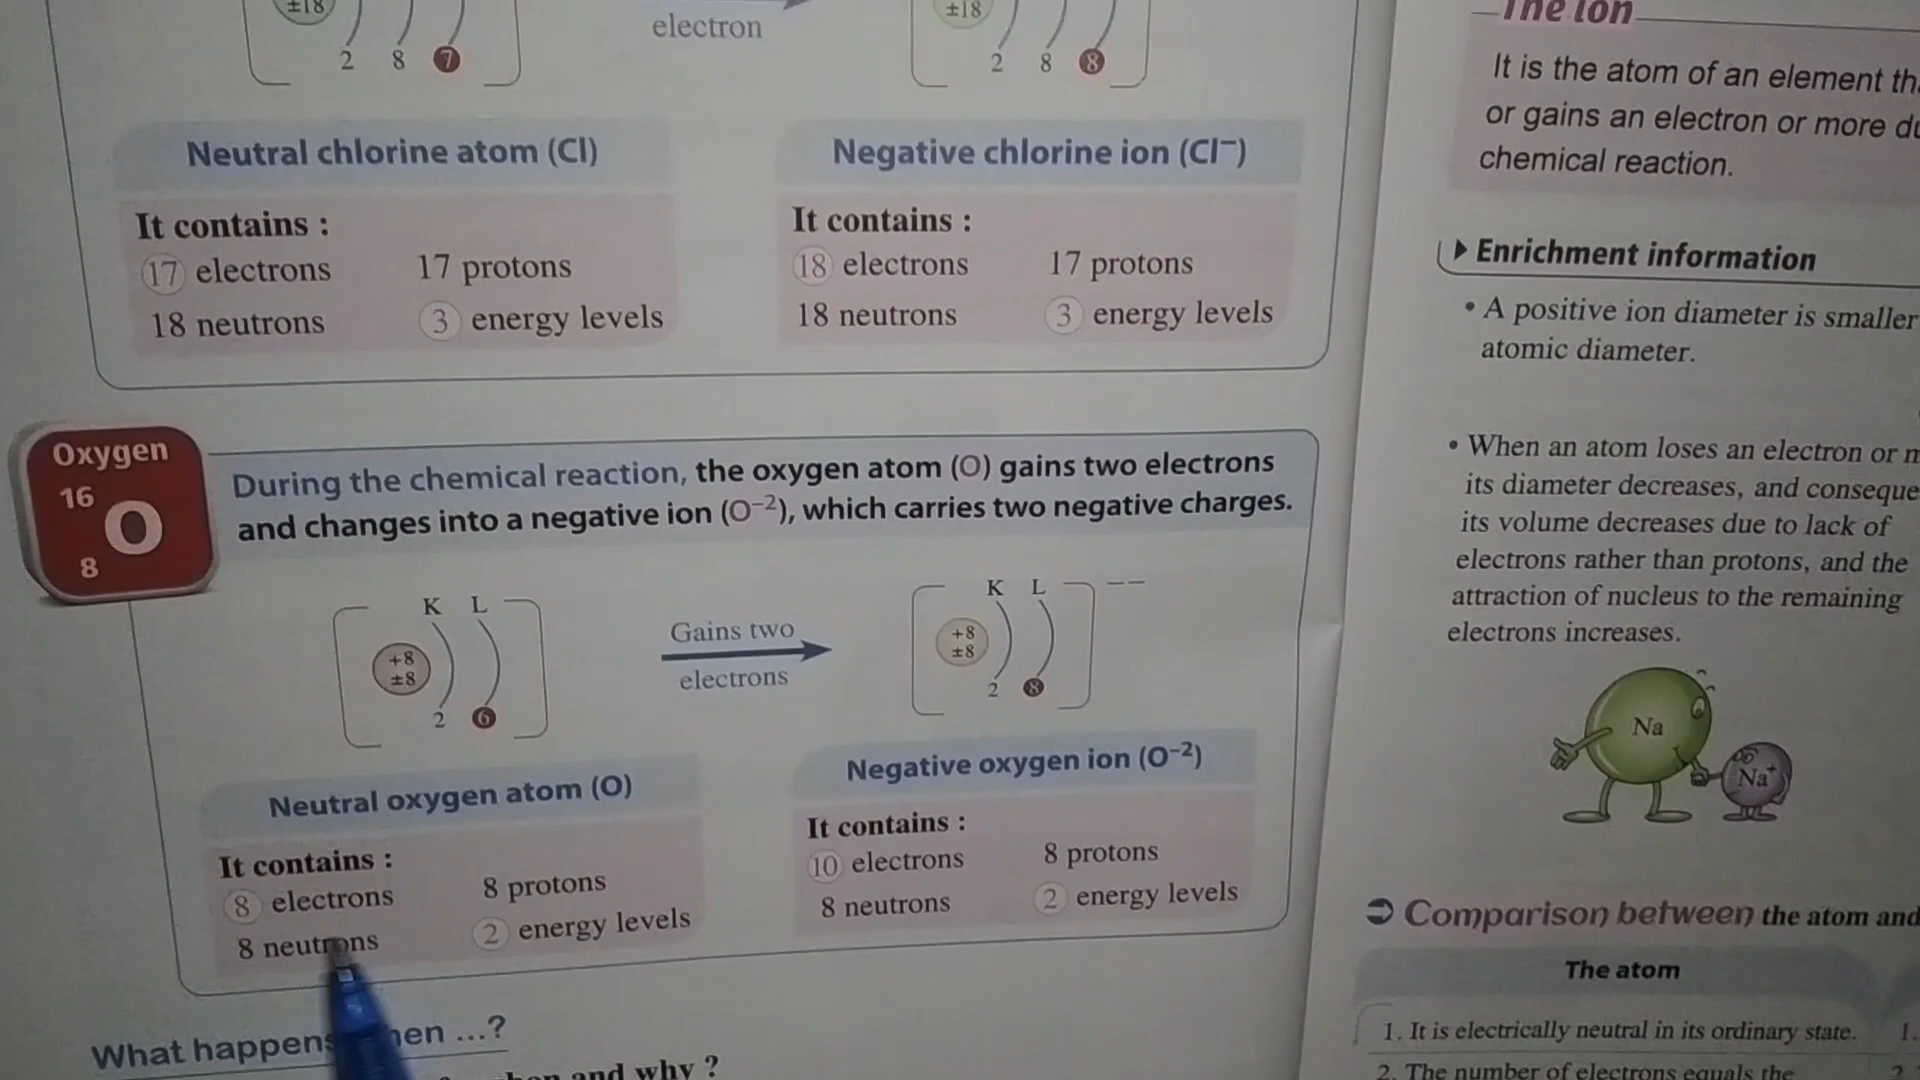 ±18
2 8 7
electron
±18
2 8 8
Neutral chlorine atom (Cl)
It contains :
17 electrons 17 protons
18 neutrons 3 energy levels
Negative chlorine ion (Cl⁻)
It contains :
18 electrons 17 protons
18 neutrons 3 energy levels
Oxygen
16
O
8
During the chemical reaction, the oxygen atom (O) gains two electrons
and changes into a negative ion (O⁻²), which carries two negative charges.
K L
+8
±8
2 6
Gains two
electrons
K L
− −
+8
±8
2 8
Neutral oxygen atom (O)
It contains :
8 electrons 8 protons
8 neutrons 2 energy levels
Negative oxygen ion (O⁻²)
It contains :
10 electrons 8 protons
8 neutrons 2 energy levels
What happens ...?
and why ?
The ion
It is the atom of an element
or gains an electron or more
chemical reaction.
Enrichment information
• A positive ion diameter is smaller
atomic diameter.
• When an atom loses an electron or
its diameter decreases, and
its volume decreases due to lack of
electrons rather than protons, and the
attraction of nucleus to the remaining
electrons increases.
Na
Na⁺
Comparison between the atom and
The atom
1. It is electrically neutral in its ordinary state.
1.
2. The number of electrons equals the